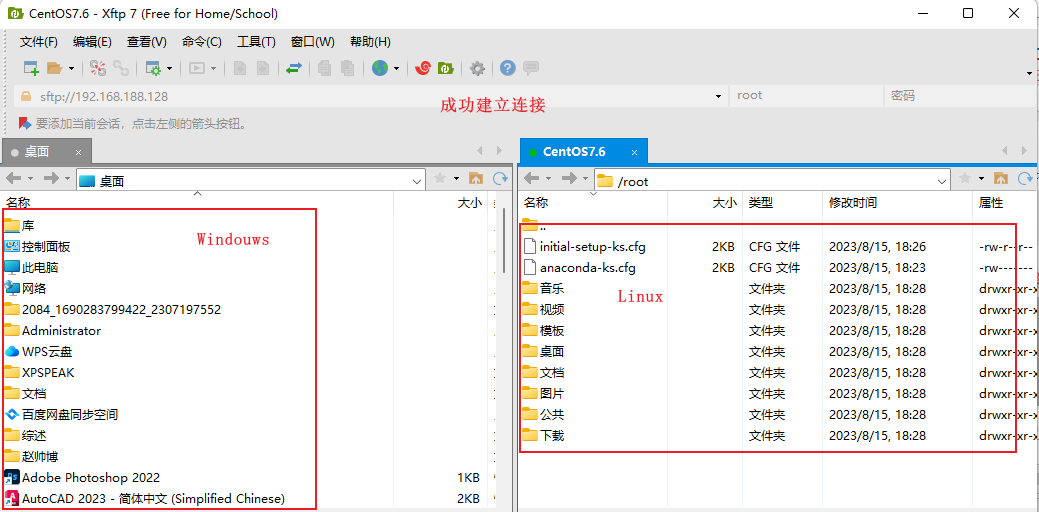 CentOS7.6 - Xftp 7 (Free for Home/School)
文件(F) 编辑(E) 查看(V) 命令(C) 工具(T) 窗口(W) 帮助(H)
sftp://192.168.188.128 root 密码
成功建立连接
要添加当前会话，点击左侧的箭头按钮。
桌面 × CentOS7.6 ×
桌面 /root
名称 大小 名称 大小 类型 修改时间 属性
库 ..
控制面板 Windouws initial-setup-ks.cfg 2KB CFG 文件 2023/8/15, 18:26 -rw-r--r--
此电脑 anaconda-ks.cfg 2KB CFG 文件 2023/8/15, 18:23 -rw-------
网络 音乐 Linux 文件夹 2023/8/15, 18:28 drwxr-xr-x
2084_1690283799422_2307197552 视频 文件夹 2023/8/15, 18:28 drwxr-xr-x
Administrator 模板 文件夹 2023/8/15, 18:28 drwxr-xr-x
WPS云盘 桌面 文件夹 2023/8/15, 18:28 drwxr-xr-x
XPSPEAK 文档 文件夹 2023/8/15, 18:28 drwxr-xr-x
文档 图片 文件夹 2023/8/15, 18:28 drwxr-xr-x
百度网盘同步空间 公共 文件夹 2023/8/15, 18:28 drwxr-xr-x
综述 下载 文件夹 2023/8/15, 18:28 drwxr-xr-x
赵帅博
Adobe Photoshop 2022 1KB
AutoCAD 2023 - 简体中文 (Simplified Chinese) 2KB